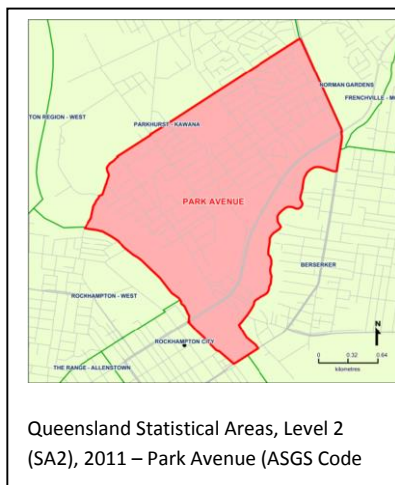 NORMAN GARDENS
FRENCHVILLE - M
TON REGION - WEST
PARKHURST - KAWANA
PARK AVENUE
BERSERKER
ROCKHAMPTON - WEST
N
ROCKHAMPTON CITY
0 0.32 0.64
kilometres
THE RANGE - ALLENSTOWN
Queensland Statistical Areas, Level 2
(SA2), 2011 – Park Avenue (ASGS Code